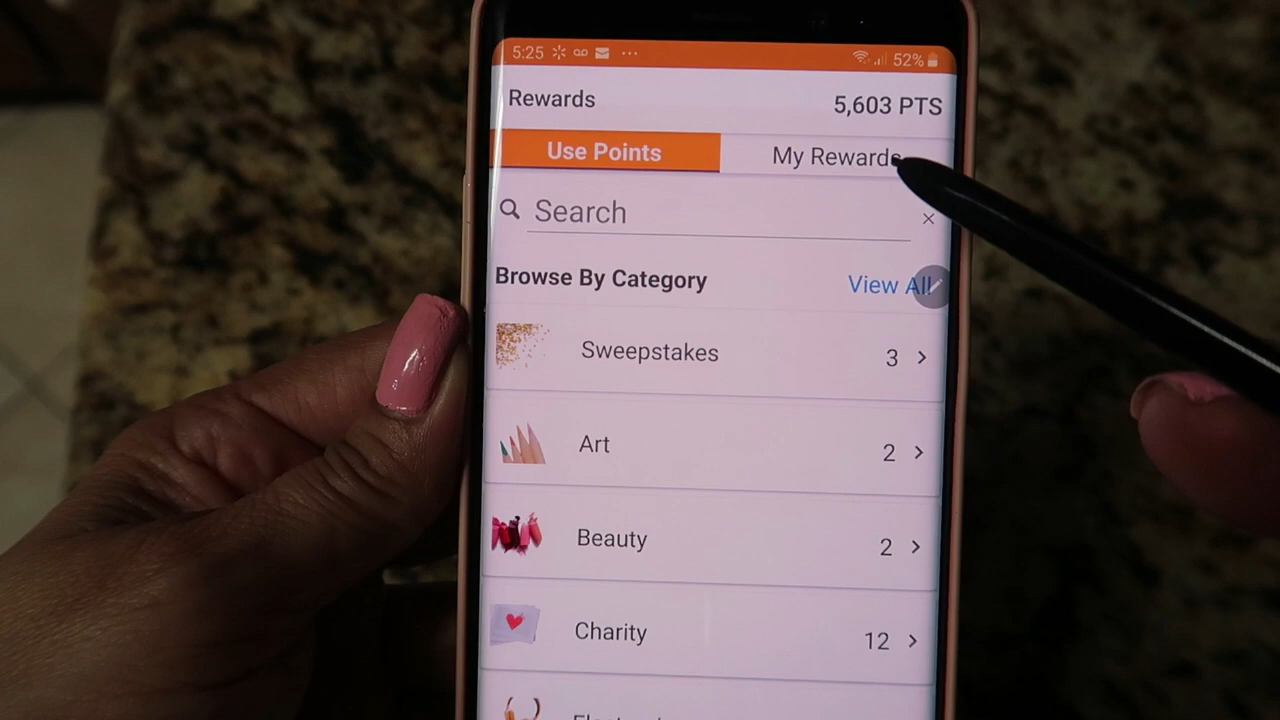 5:25 52%
Rewards 5,603 PTS
Use Points My Rewards
Search
Browse By Category View All
Sweepstakes 3
Art 2
Beauty 2
Charity 12